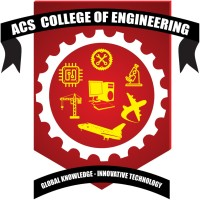 ACS COLLEGE OF ENGINEERING
GLOBAL KNOWLEDGE - INNOVATIVE TECHNOLOGY